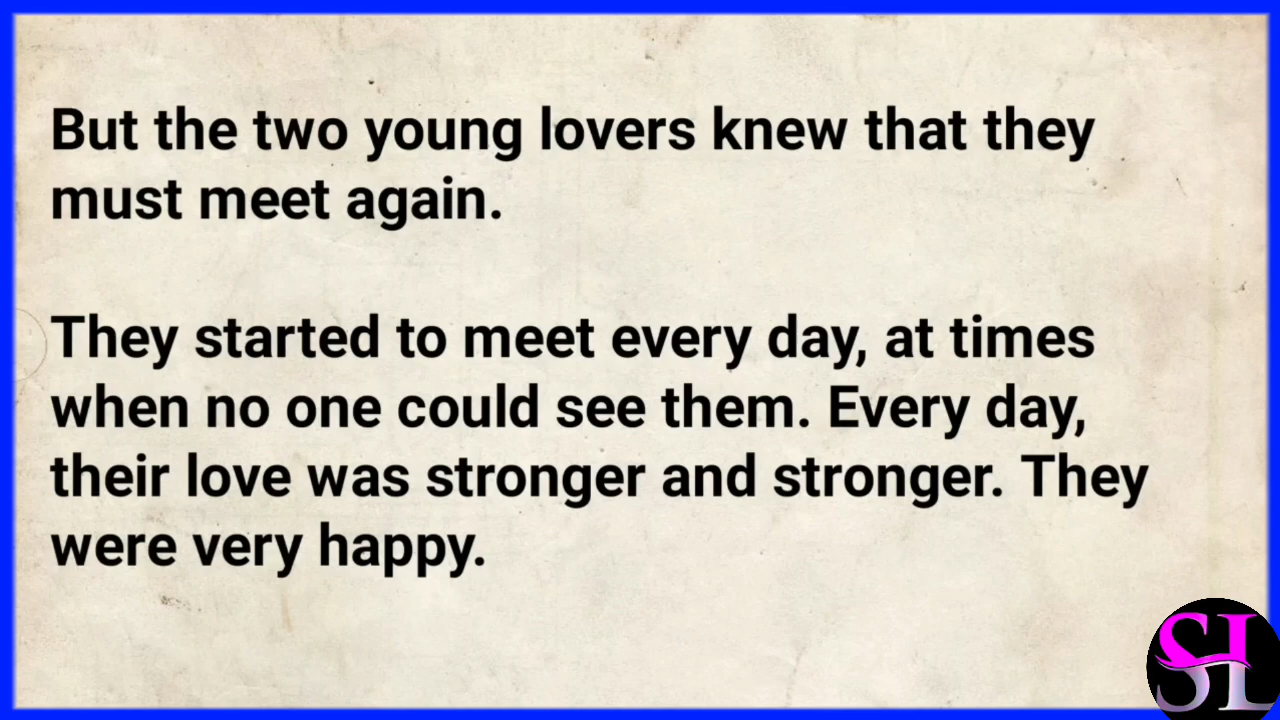 But the two young lovers knew that they
must meet again.
They started to meet every day, at times
when no one could see them. Every day,
their love was stronger and stronger. They
were very happy.
SL